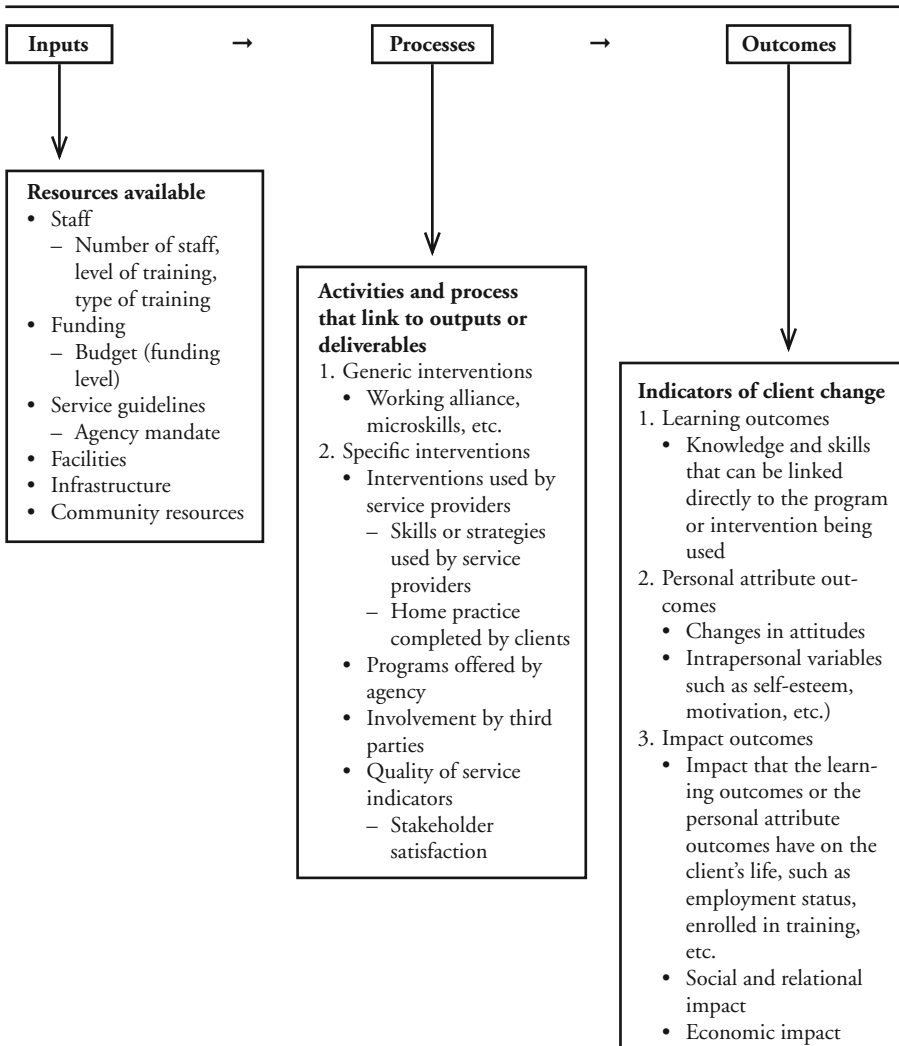 Inputs → Processes → Outcomes
Resources available
• Staff
– Number of staff,
level of training,
type of training
• Funding
– Budget (funding
level)
• Service guidelines
– Agency mandate
• Facilities
• Infrastructure
• Community resources
Activities and process
that link to outputs or
deliverables
1. Generic interventions
• Working alliance,
microskills, etc.
2. Specific interventions
• Interventions used by
service providers
– Skills or strategies
used by service
providers
– Home practice
completed by clients
• Programs offered by
agency
• Involvement by third
parties
• Quality of service
indicators
– Stakeholder
satisfaction
Indicators of client change
1. Learning outcomes
• Knowledge and skills
that can be linked
directly to the program
or intervention being
used
2. Personal attribute out-
comes
• Changes in attitudes
• Intrapersonal variables
such as self-esteem,
motivation, etc.)
3. Impact outcomes
• Impact that the learn-
ing outcomes or the
personal attribute
outcomes have on the
client’s life, such as
employment status,
enrolled in training,
etc.
• Social and relational
impact
• Economic impact